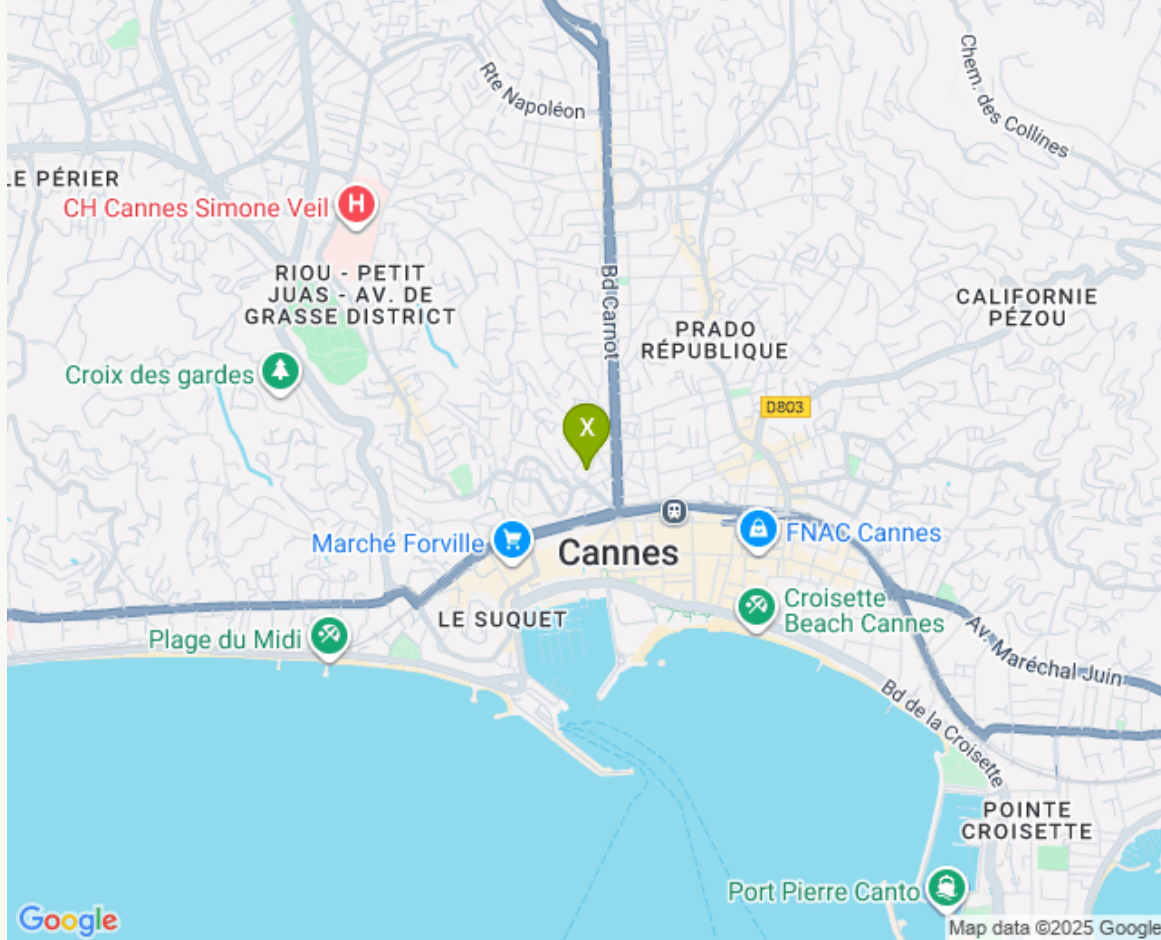 Chem. des Collines
Rte Napoléon
LE PÉRIER
CH Cannes Simone Veil
H
RIOU - PETIT
JUAS - AV. DE
GRASSE DISTRICT
Bd Carnot
CALIFORNIE
PÉZOU
PRADO
RÉPUBLIQUE
Croix des gardes
D803
X
Marché Forville
Cannes
FNAC Cannes
LE SUQUET
Croisette
Beach Cannes
Plage du Midi
Av. Maréchal Juin
Bd de la Croisette
POINTE
CROISETTE
Port Pierre Canto
Google
Map data ©2025 Google